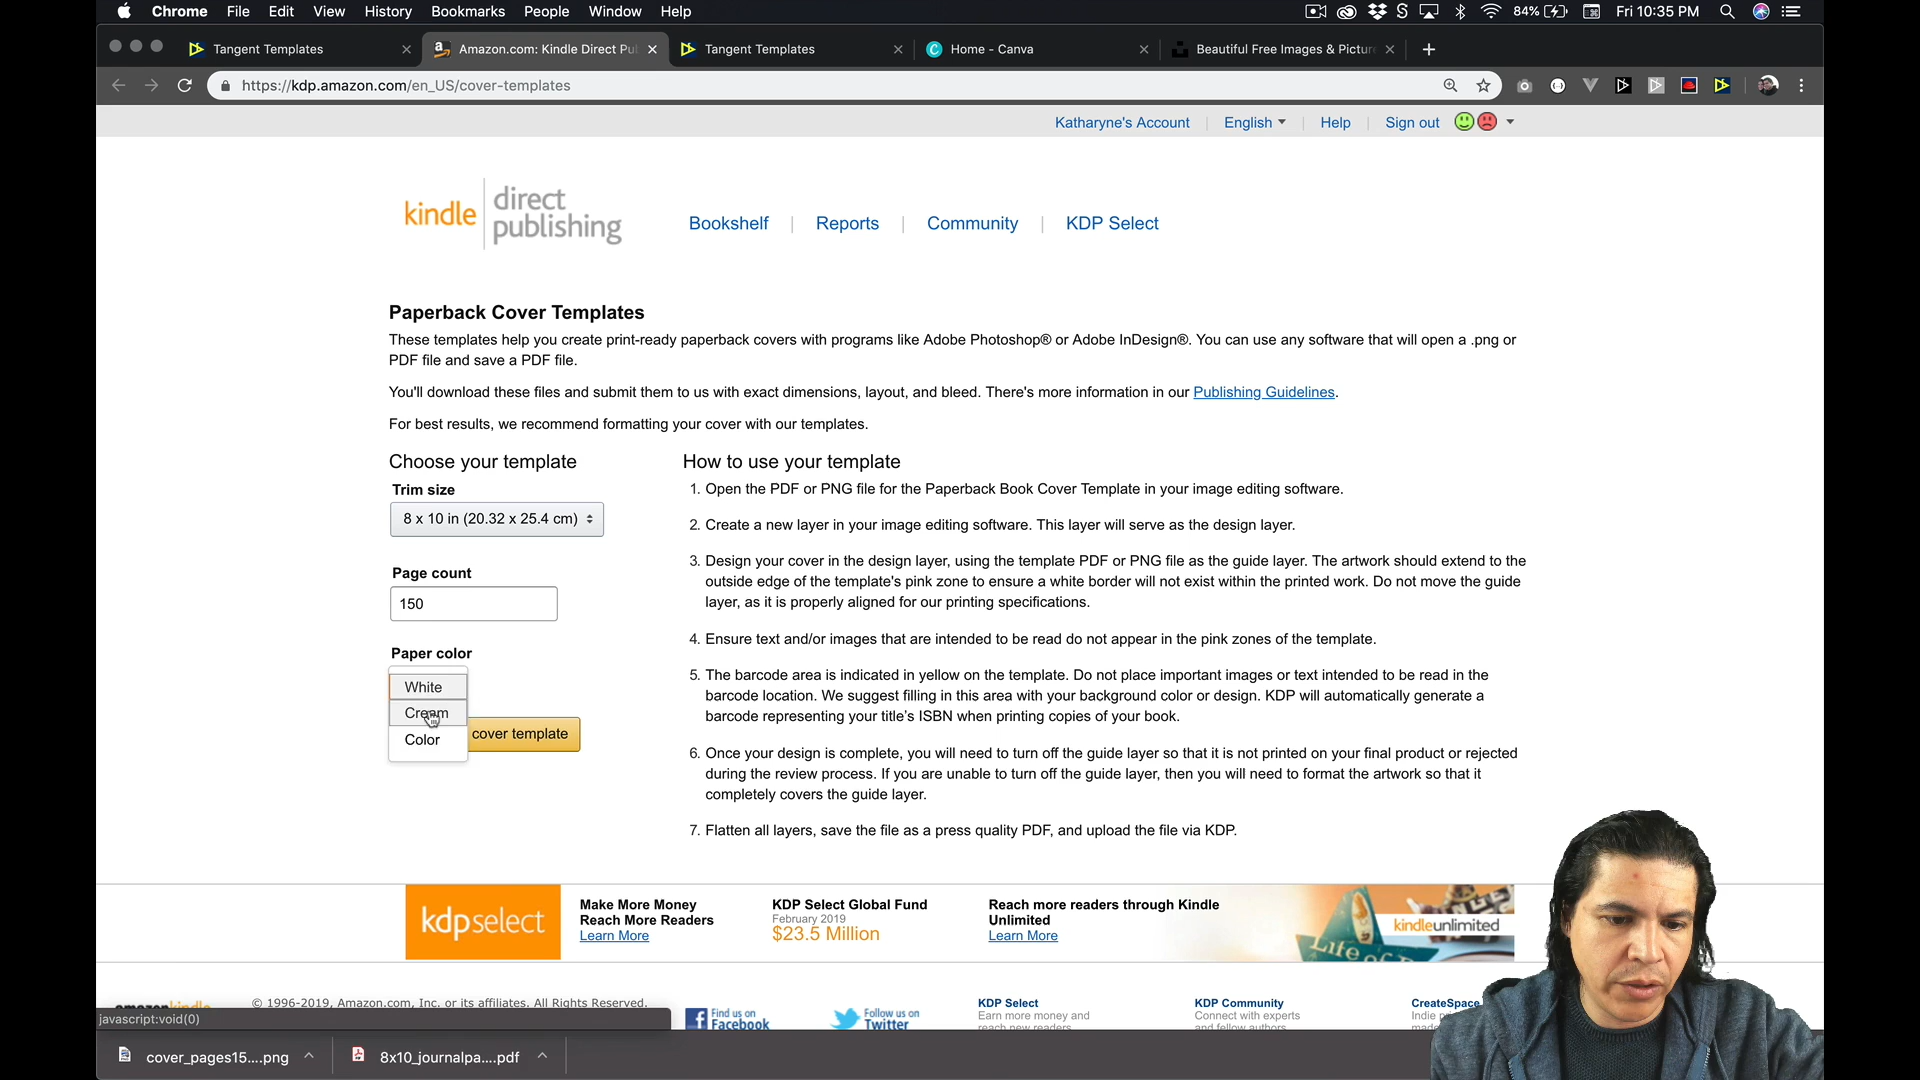 Chrome File Edit View History Bookmarks People Window Help 84% Fri 10:35 PM
Tangent Templates Amazon.com: Kindle Direct Pu Tangent Templates Home - Canva Beautiful Free Images & Pictur
https://kdp.amazon.com/en_US/cover-templates
Katharyne's Account English Help Sign out
kindle direct publishing
Bookshelf Reports Community KDP Select
Paperback Cover Templates
These templates help you create print-ready paperback covers with programs like Adobe Photoshop® or Adobe InDesign®. You can use any software that will open a .png or
PDF file and save a PDF file.
You'll download these files and submit them to us with exact dimensions, layout, and bleed. There's more information in our Publishing Guidelines.
For best results, we recommend formatting your cover with our templates.
Choose your template
Trim size
8 x 10 in (20.32 x 25.4 cm)
Page count
150
Paper color
White
Cream
Color
cover template
How to use your template
1. Open the PDF or PNG file for the Paperback Book Cover Template in your image editing software.
2. Create a new layer in your image editing software. This layer will serve as the design layer.
3. Design your cover in the design layer, using the template PDF or PNG file as the guide layer. The artwork should extend to the
outside edge of the template's pink zone to ensure a white border will not exist within the printed work. Do not move the guide
layer, as it is properly aligned for our printing specifications.
4. Ensure text and/or images that are intended to be read do not appear in the pink zones of the template.
5. The barcode area is indicated in yellow on the template. Do not place important images or text intended to be read in the
barcode location. We suggest filling in this area with your background color or design. KDP will automatically generate a
barcode representing your title's ISBN when printing copies of your book.
6. Once your design is complete, you will need to turn off the guide layer so that it is not printed on your final product or rejected
during the review process. If you are unable to turn off the guide layer, then you will need to format the artwork so that it
completely covers the guide layer.
7. Flatten all layers, save the file as a press quality PDF, and upload the file via KDP.
kdpselect
Make More Money
Reach More Readers
Learn More
KDP Select Global Fund
February 2019
$23.5 Million
Reach more readers through Kindle
Unlimited
Learn More
kindleunlimited
amazonkindle
© 1996-2019, Amazon.com, Inc. or its affiliates. All Rights Reserved.
Find us on
Facebook
Follow us on
Twitter
KDP Select
Earn more money and
reach new readers
KDP Community
Connect with experts
and fellow authors
CreateSpace
javascript:void(0)
cover_pages15....png 8x10_journalpa....pdf